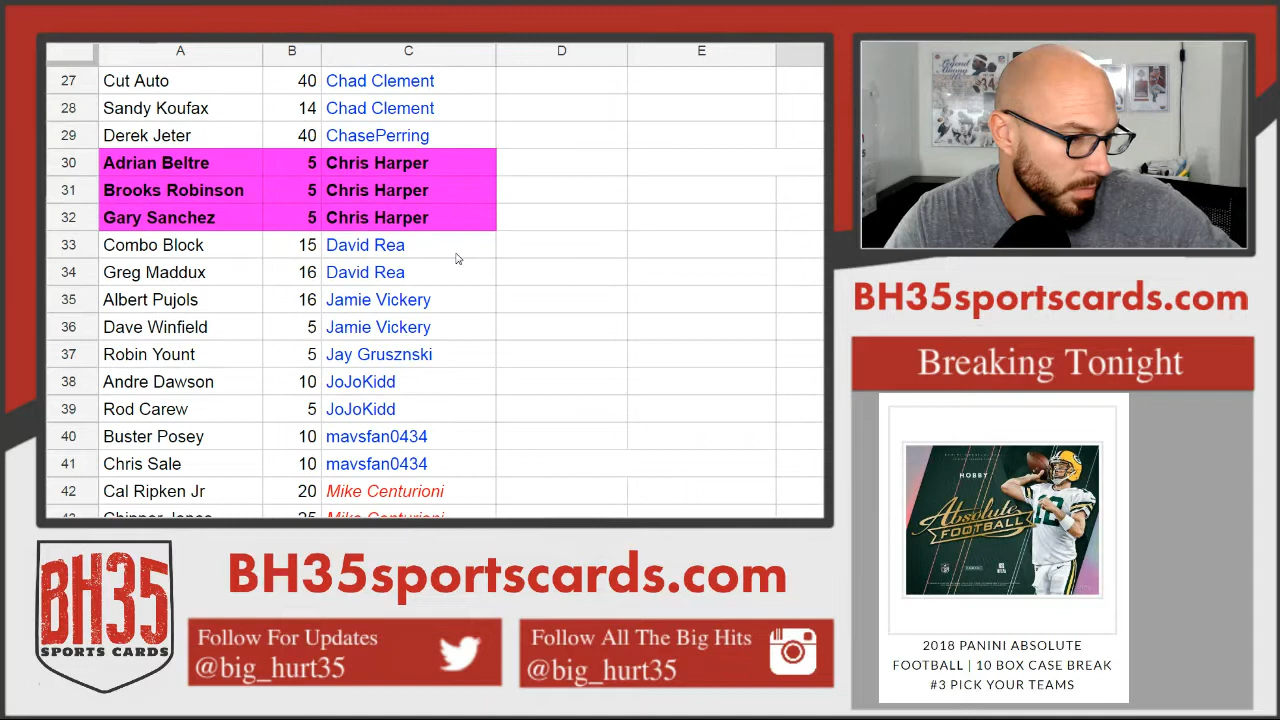 A B C D E
27 Cut Auto 40 Chad Clement
28 Sandy Koufax 14 Chad Clement
29 Derek Jeter 40 ChasePerring
30 Adrian Beltre 5 Chris Harper
31 Brooks Robinson 5 Chris Harper
32 Gary Sanchez 5 Chris Harper
33 Combo Block 15 David Rea
34 Greg Maddux 16 David Rea
35 Albert Pujols 16 Jamie Vickery
36 Dave Winfield 5 Jamie Vickery
37 Robin Yount 5 Jay Grusznski
38 Andre Dawson 10 JoJoKidd
39 Rod Carew 5 JoJoKidd
40 Buster Posey 10 mavsfan0434
41 Chris Sale 10 mavsfan0434
42 Cal Ripken Jr 20 Mike Centurioni
BH35sportscards.com
Breaking Tonight
HOBBY
Absolute
FOOTBALL
12
2018 PANINI ABSOLUTE
FOOTBALL | 10 BOX CASE BREAK
#3 PICK YOUR TEAMS
BH35
SPORTS CARDS
BH35sportscards.com
Follow For Updates
@big_hurt35
Follow All The Big Hits
@big_hurt35